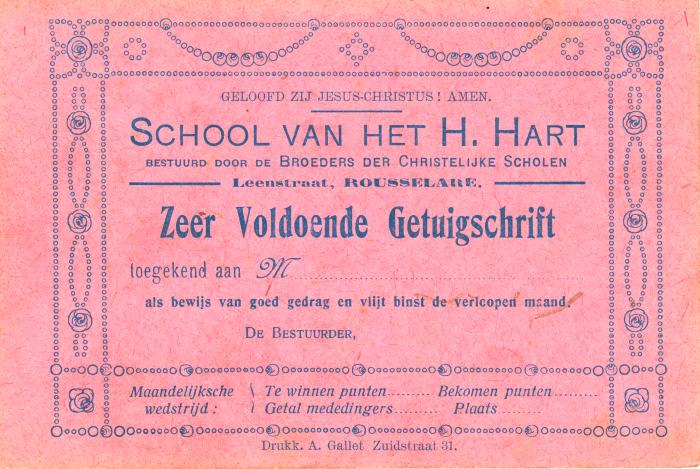 GELOOFD ZIJ JESUS-CHRISTUS! AMEN.
SCHOOL VAN HET H. HART
BESTUURD DOOR DE BROEDERS DER CHRISTELIJKE SCHOLEN
Leenstraat, ROUSSELARE.
Zeer Voldoende Getuigschrift
toegekend aan M
als bewijs van goed gedrag en vlijt binst de verloopen maand.
DE BESTUURDER,
Maandelijksche wedstrijd :
Te winnen punten......... Bekomen punten.........
Getal mededingers......... Plaats.........
Drukk. A. Gallet Zuidstraat 31.